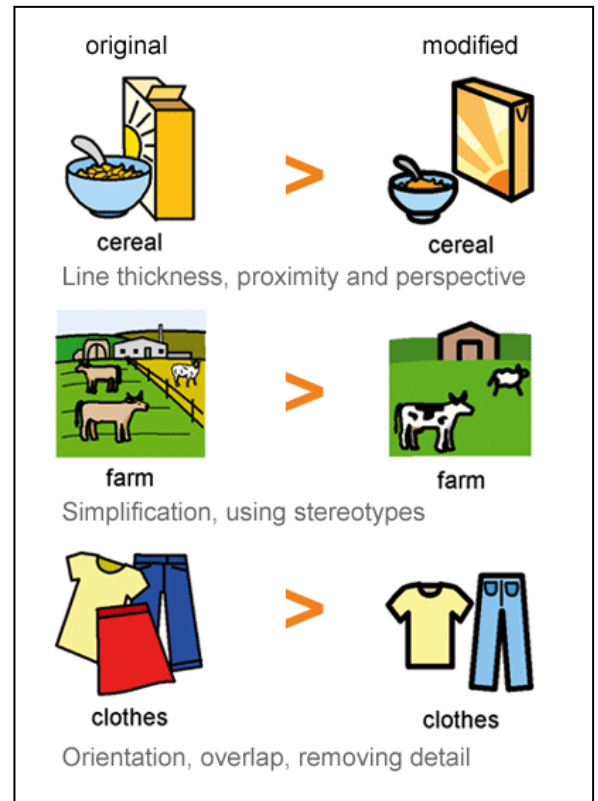 original modified
>
cereal cereal
Line thickness, proximity and perspective
>
farm farm
Simplification, using stereotypes
>
clothes clothes
Orientation, overlap, removing detail